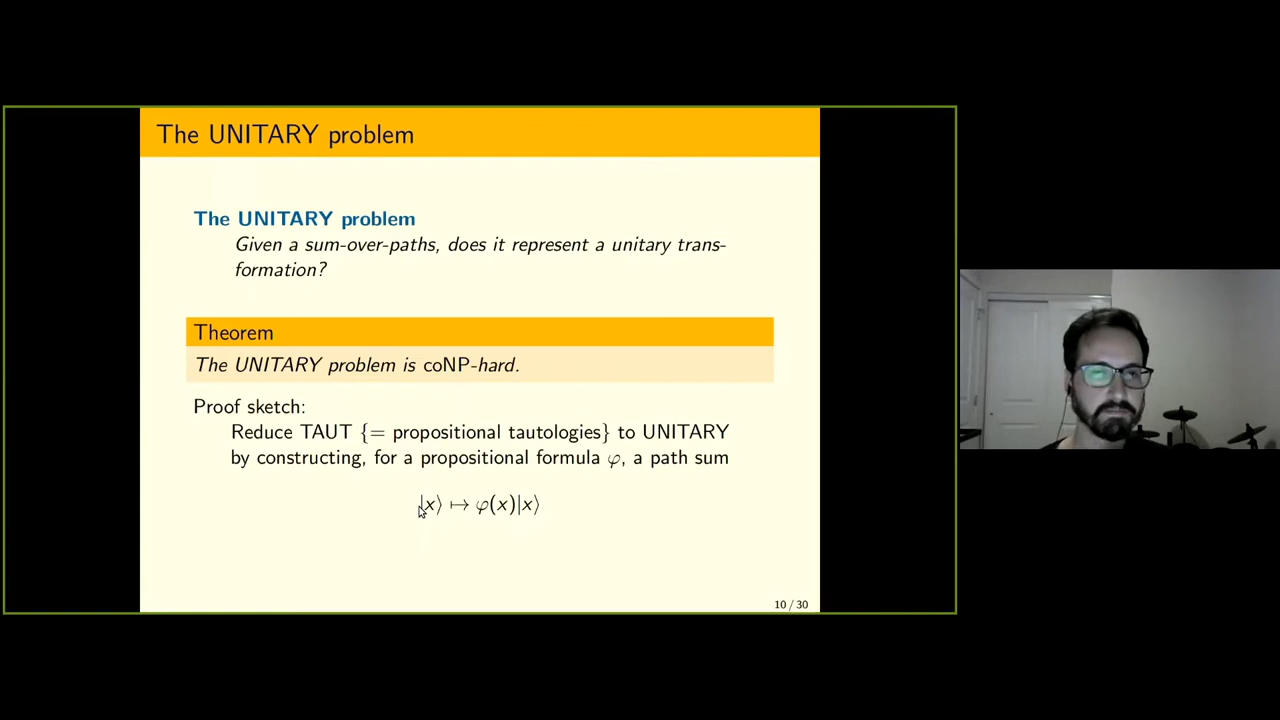 The UNITARY problem
The UNITARY problem
Given a sum-over-paths, does it represent a unitary trans-
formation?
Theorem
The UNITARY problem is coNP-hard.
Proof sketch:
Reduce TAUT {= propositional tautologies} to UNITARY
by constructing, for a propositional formula φ, a path sum
|x⟩ ↦ φ(x)|x⟩
10 / 30